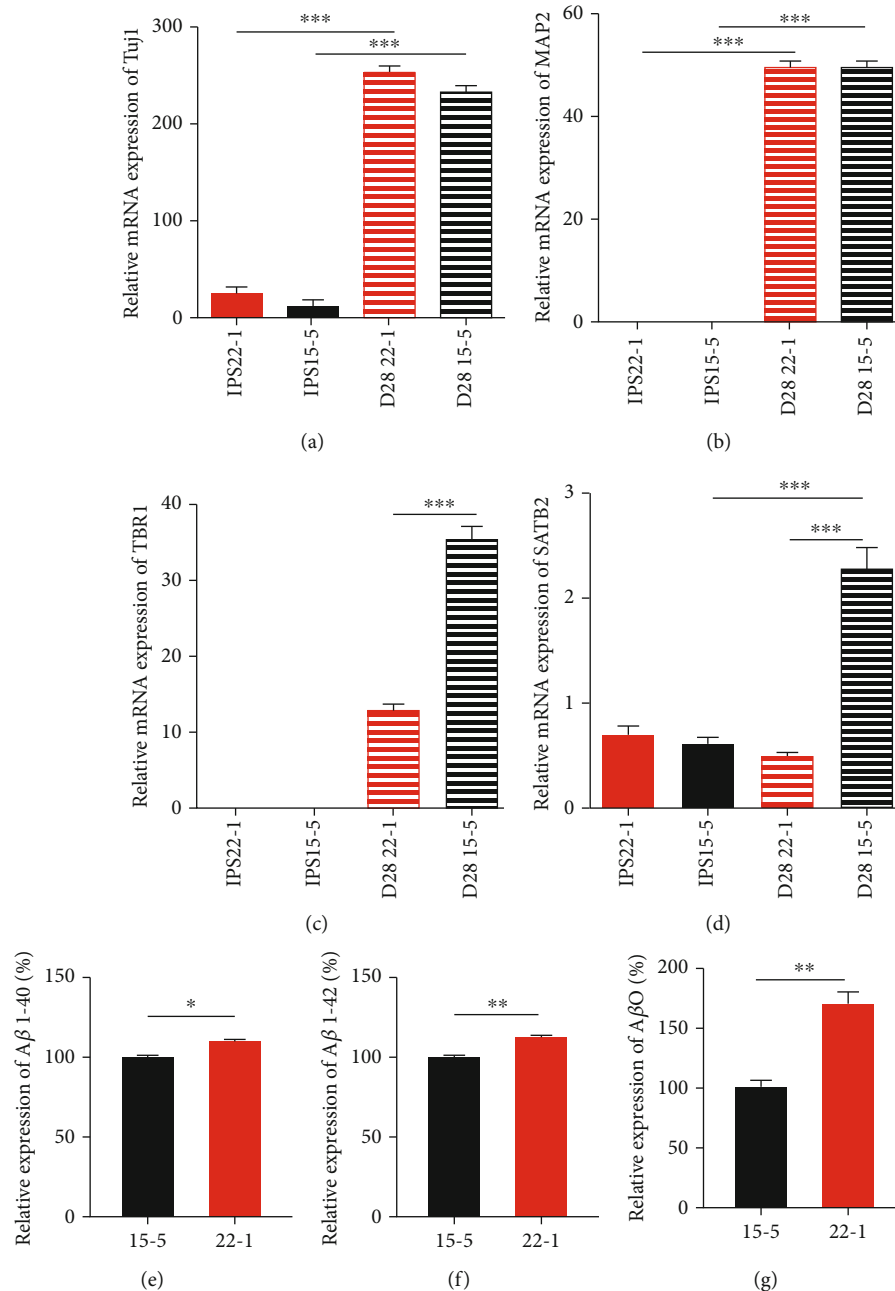 Relative mRNA expression of Tuj1
300
200
100
0
***
***
IPS22-1
IPS15-5
D28 22-1
D28 15-5
(a)
Relative mRNA expression of MAP2
60
40
20
0
***
***
IPS22-1
IPS15-5
D28 22-1
D28 15-5
(b)
Relative mRNA expression of TBR1
40
30
20
10
0
***
IPS22-1
IPS15-5
D28 22-1
D28 15-5
(c)
Relative mRNA expression of SATB2
3
2
1
0
***
***
IPS22-1
IPS15-5
D28 22-1
D28 15-5
(d)
Relative expression of Aβ 1-40 (%)
150
100
50
0
*
15-5
22-1
(e)
Relative expression of Aβ 1-42 (%)
150
100
50
0
**
15-5
22-1
(f)
Relative expression of AβO (%)
200
150
100
50
0
**
15-5
22-1
(g)